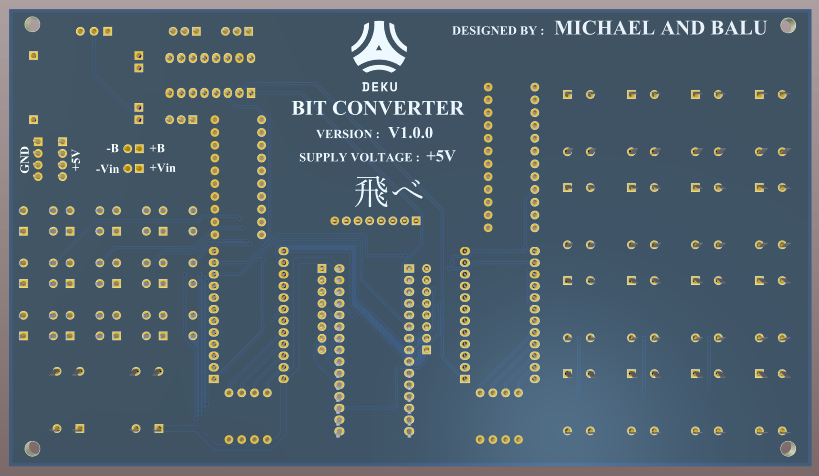 DESIGNED BY : MICHAEL AND BALU
DEKU
BIT CONVERTER
VERSION : V1.0.0
SUPPLY VOLTAGE : +5V
飛べ
GND
+5V
-B +B
-Vin +Vin